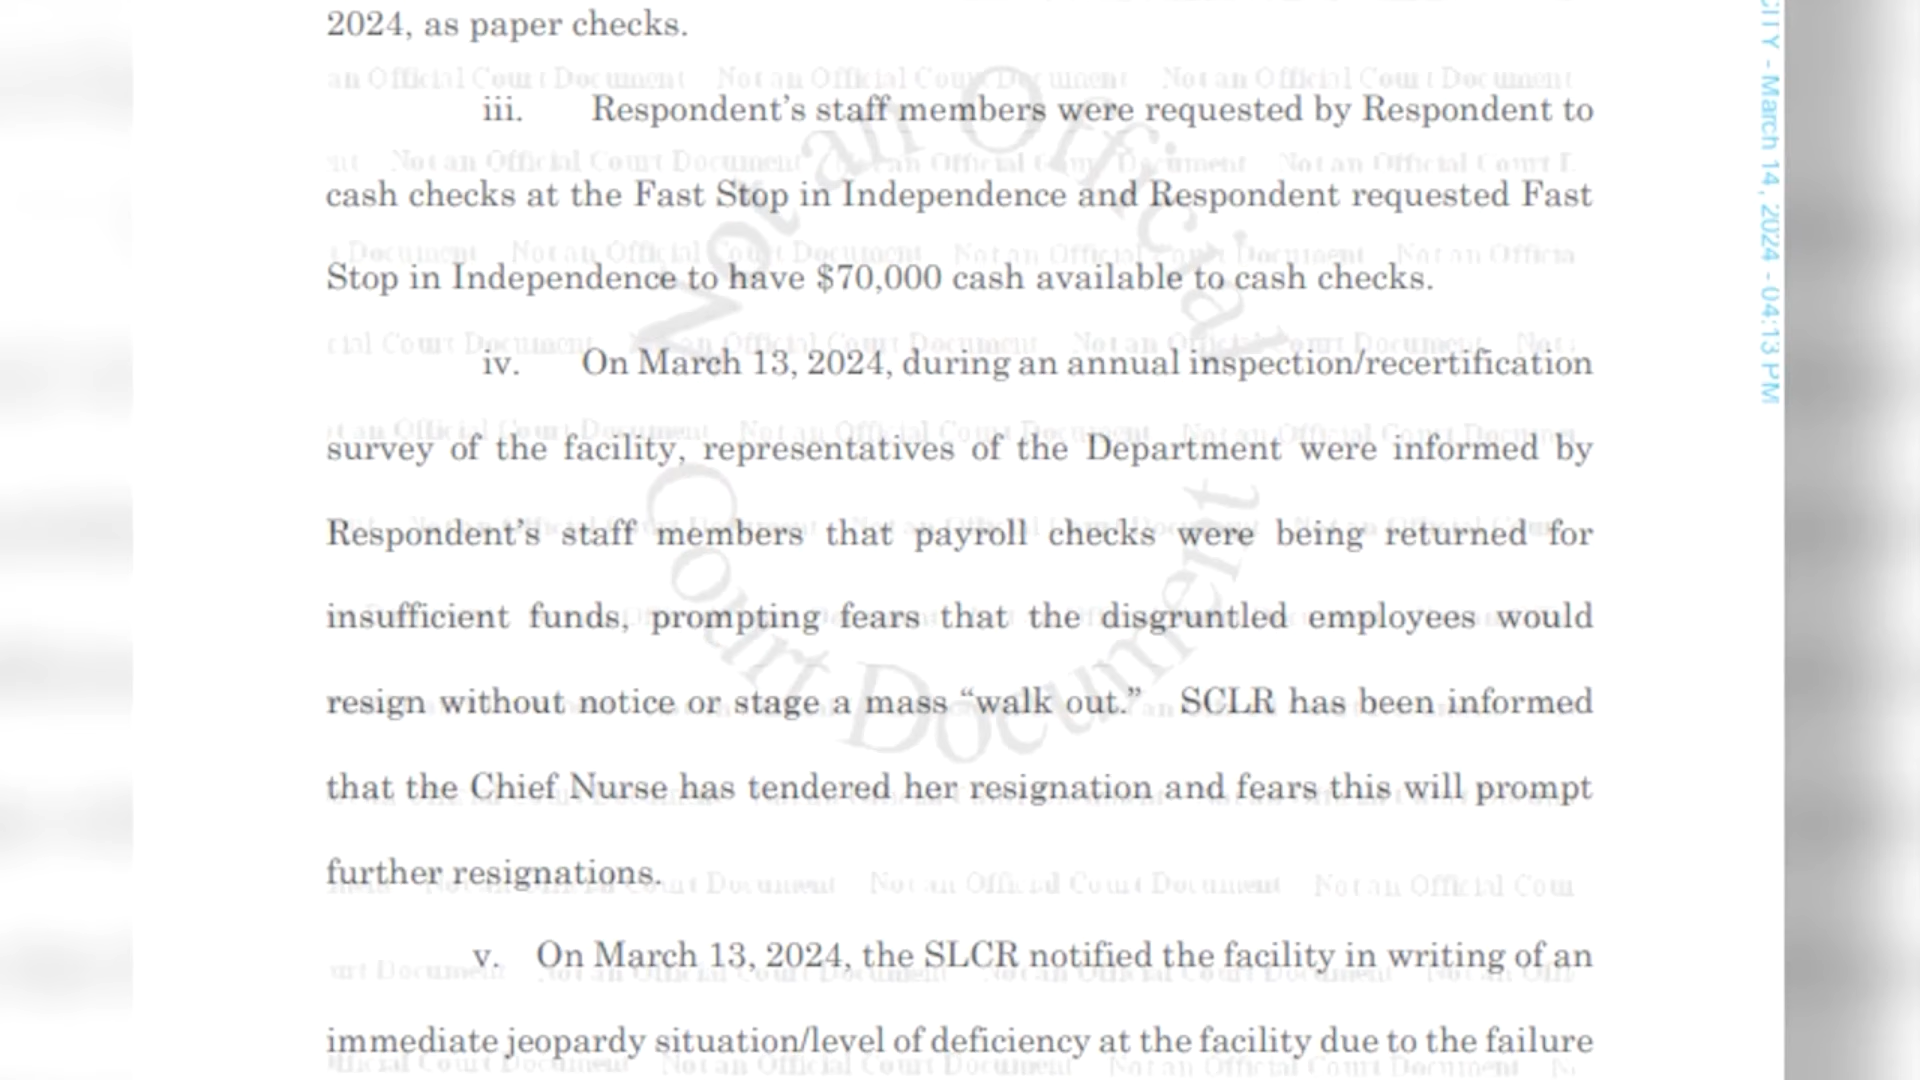 2024, as paper checks.
iii. Respondent’s staff members were requested by Respondent to
cash checks at the Fast Stop in Independence and Respondent requested Fast
Stop in Independence to have $70,000 cash available to cash checks.
iv. On March 13, 2024, during an annual inspection/recertification
survey of the facility, representatives of the Department were informed by
Respondent’s staff members that payroll checks were being returned for
insufficient funds, prompting fears that the disgruntled employees would
resign without notice or stage a mass “walk out.” SCLR has been informed
that the Chief Nurse has tendered her resignation and fears this will prompt
further resignations.
v. On March 13, 2024, the SLCR notified the facility in writing of an
immediate jeopardy situation/level of deficiency at the facility due to the failure
Not an Official
Court Document
CITY - March 14, 2024 - 04:13 PM